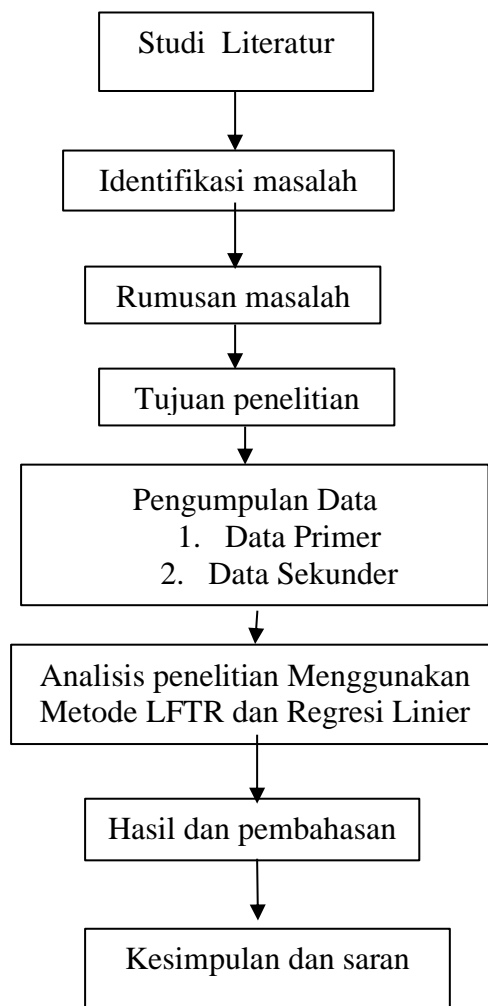 Studi Literatur
Identifikasi masalah
Rumusan masalah
Tujuan penelitian
Pengumpulan Data
1. Data Primer
2. Data Sekunder
Analisis penelitian Menggunakan
Metode LFTR dan Regresi Linier
Hasil dan pembahasan
Kesimpulan dan saran